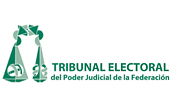 TRIBUNAL ELECTORAL
del Poder Judicial de la Federación